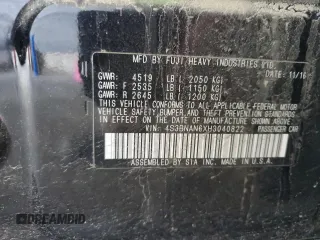 MFD BY FUJI HEAVY INDUSTRIES LTD.
DATE: 11/16
GVWR: 4519 LB ( 2050 KG)
GAWR: F 2535 LB ( 1150 KG)
GAWR: R 2645 LB ( 1200 KG)
THIS VEHICLE CONFORMS TO ALL APPLICABLE FEDERAL MOTOR
VEHICLE SAFETY BUMPER, AND THEFT PREVENTION STANDARDS
IN EFFECT ON THE DATE OF MANUFACTURE SHOWN ABOVE
VIN: 4S3BNAN6XH3040822 PASSENGER CAR
ASSEMBLED BY SIA MADE IN U.S.A.
DREAMBID